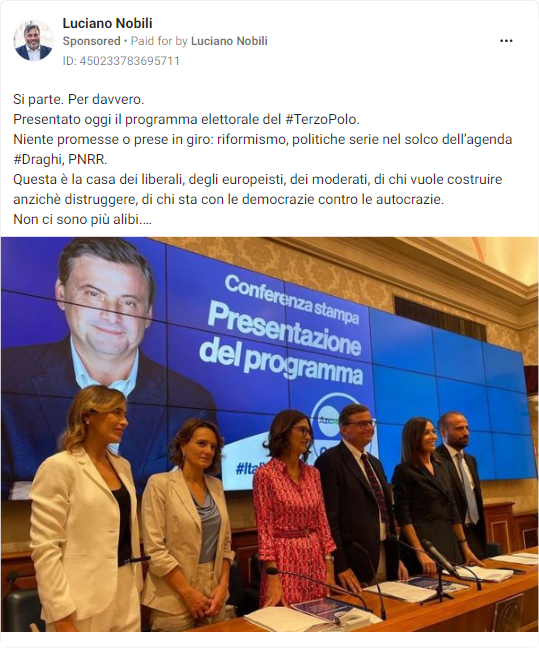 Luciano Nobili
Sponsored • Paid for by Luciano Nobili
ID: 450233783695711
Si parte. Per davvero.
Presentato oggi il programma elettorale del #TerzoPolo.
Niente promesse o prese in giro: riformismo, politiche serie nel solco dell'agenda
#Draghi, PNRR.
Questa è la casa dei liberali, degli europeisti, dei moderati, di chi vuole costruire
anzichè distruggere, di chi sta con le democrazie contro le autocrazie.
Non ci sono più alibi....
Conferenza stampa
Presentazione
del programma
#Ital